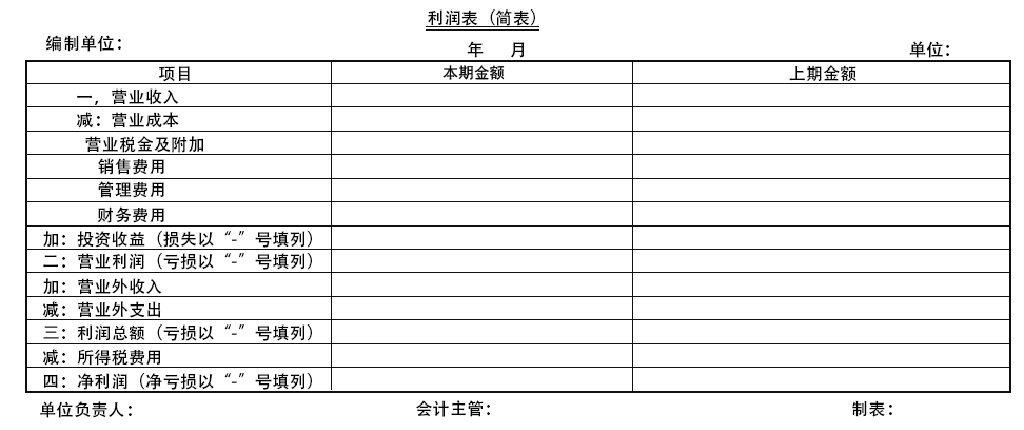 利润表（简表）
编制单位： 年 月 单位：
项目 本期金额 上期金额
一，营业收入
减：营业成本
营业税金及附加
销售费用
管理费用
财务费用
加：投资收益（损失以“-”号填列）
二：营业利润（亏损以“-”号填列）
加：营业外收入
减：营业外支出
三：利润总额（亏损以“-”号填列）
减：所得税费用
四：净利润（净亏损以“-”号填列）
单位负责人： 会计主管： 制表：